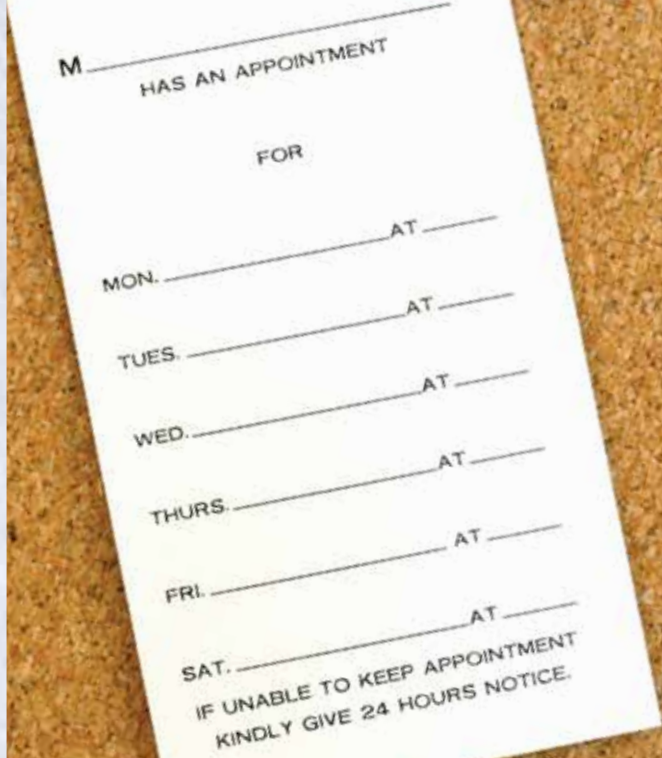 M
HAS AN APPOINTMENT
FOR
MON. AT
TUES. AT
WED. AT
THURS. AT
FRI. AT
SAT. AT
IF UNABLE TO KEEP APPOINTMENT
KINDLY GIVE 24 HOURS NOTICE.